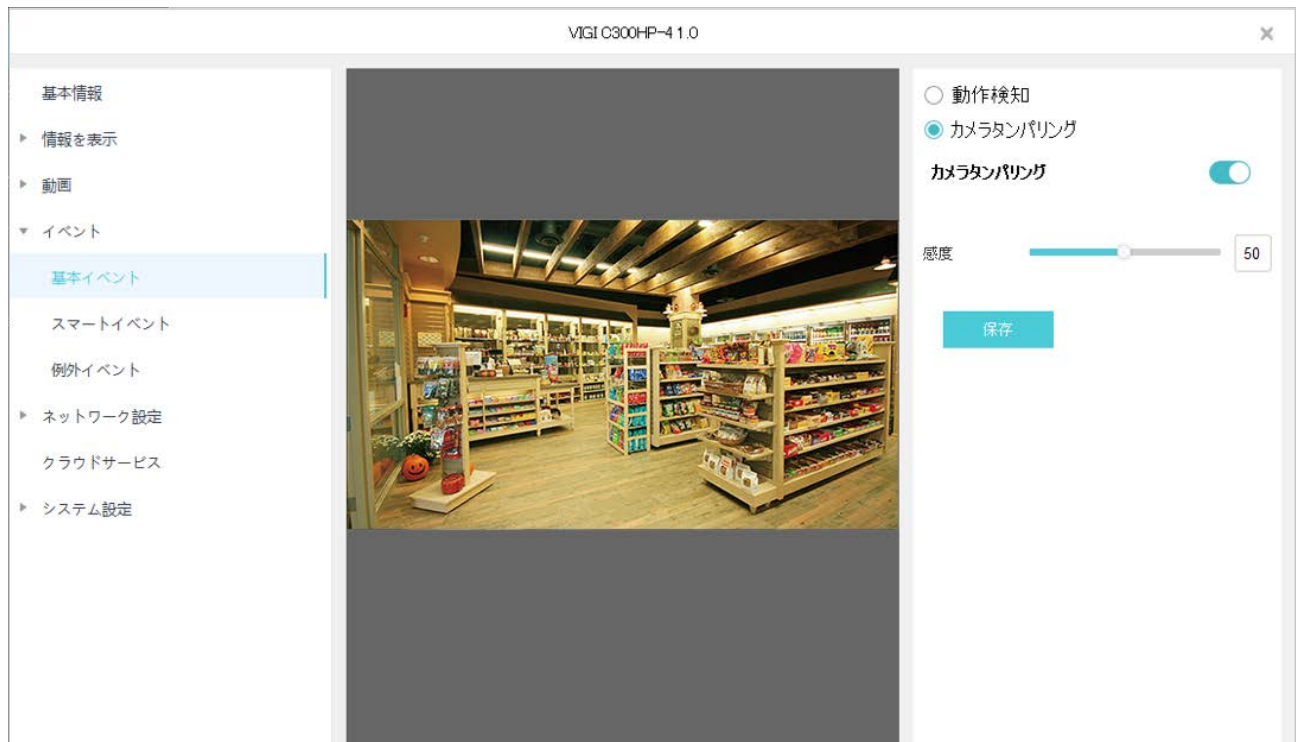 VIGI C300HP-4 1.0
基本情報
情報を表示
動画
イベント
基本イベント
スマートイベント
例外イベント
ネットワーク設定
クラウドサービス
システム設定
動作検知
カメラタンパリング
カメラタンパリング
感度
50
保存